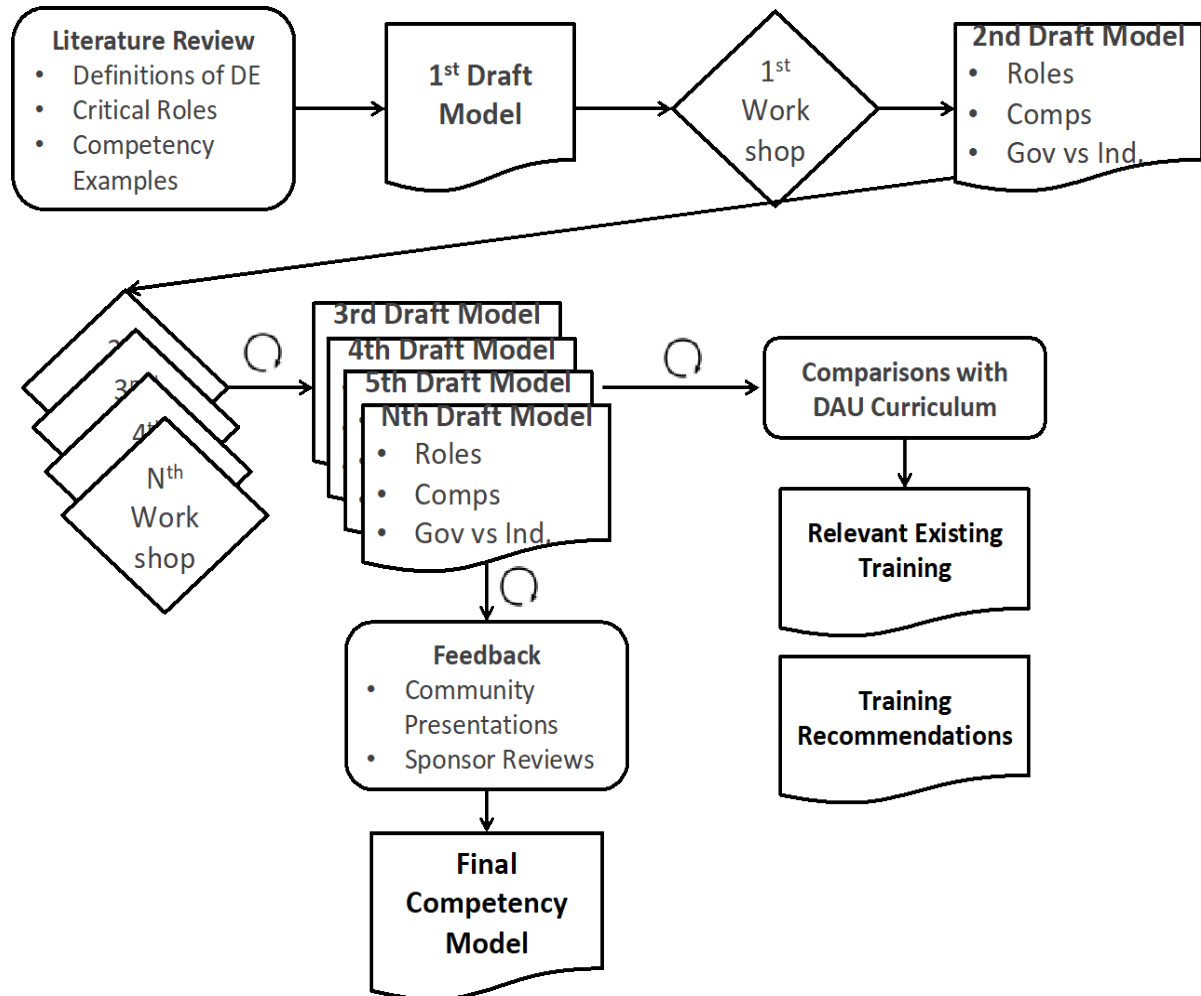 Literature Review
• Definitions of DE
• Critical Roles
• Competency
Examples
1st Draft
Model
1st
Work
shop
2nd Draft Model
• Roles
• Comps
• Gov vs Ind.
4th
Nth
Work
shop
3rd Draft Model
4th Draft Model
5th Draft Model
Nth Draft Model
• Roles
• Comps
• Gov vs Ind.
Comparisons with
DAU Curriculum
Relevant Existing
Training
Training
Recommendations
Feedback
• Community
Presentations
• Sponsor Reviews
Final
Competency
Model